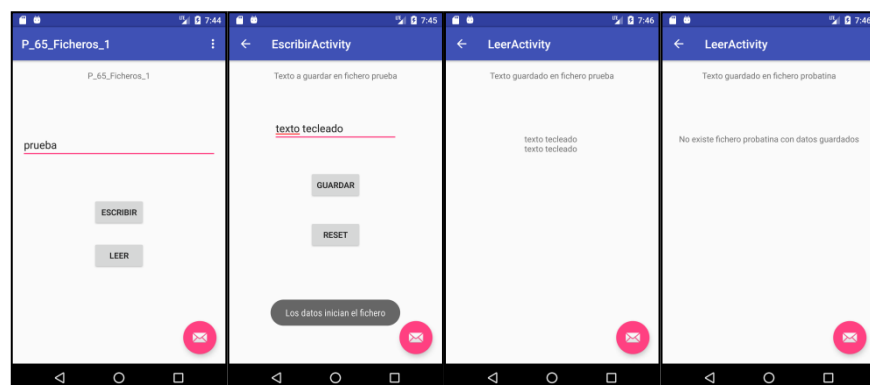 7:44
P_65_Ficheros_1
P_65_Ficheros_1
prueba
ESCRIBIR
LEER
7:45
EscribirActivity
Texto a guardar en fichero prueba
texto tecleado
GUARDAR
RESET
Los datos inician el fichero
7:46
LeerActivity
Texto guardado en fichero prueba
texto tecleado
texto tecleado
7:46
LeerActivity
Texto guardado en fichero probatina
No existe fichero probatina con datos guardados